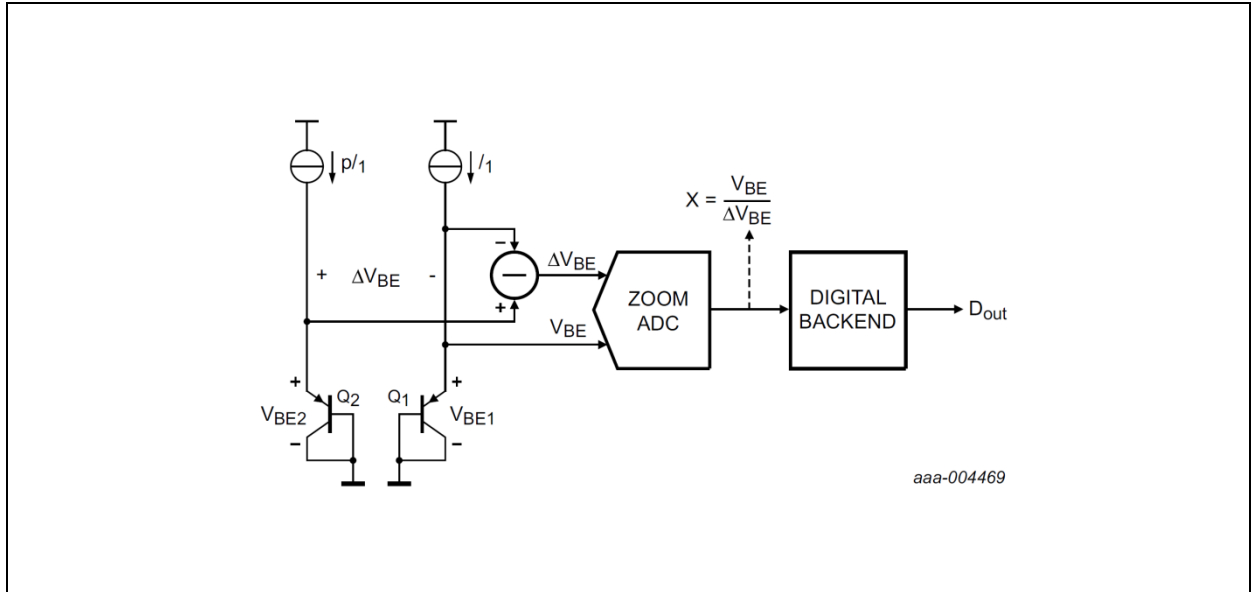 p/1
/1
X = VBE / ΔVBE
−
ΔVBE
+ ΔVBE -
+
VBE
ZOOM
ADC
DIGITAL
BACKEND
Dout
+
Q2
VBE2
−
+
Q1
VBE1
−
aaa-004469